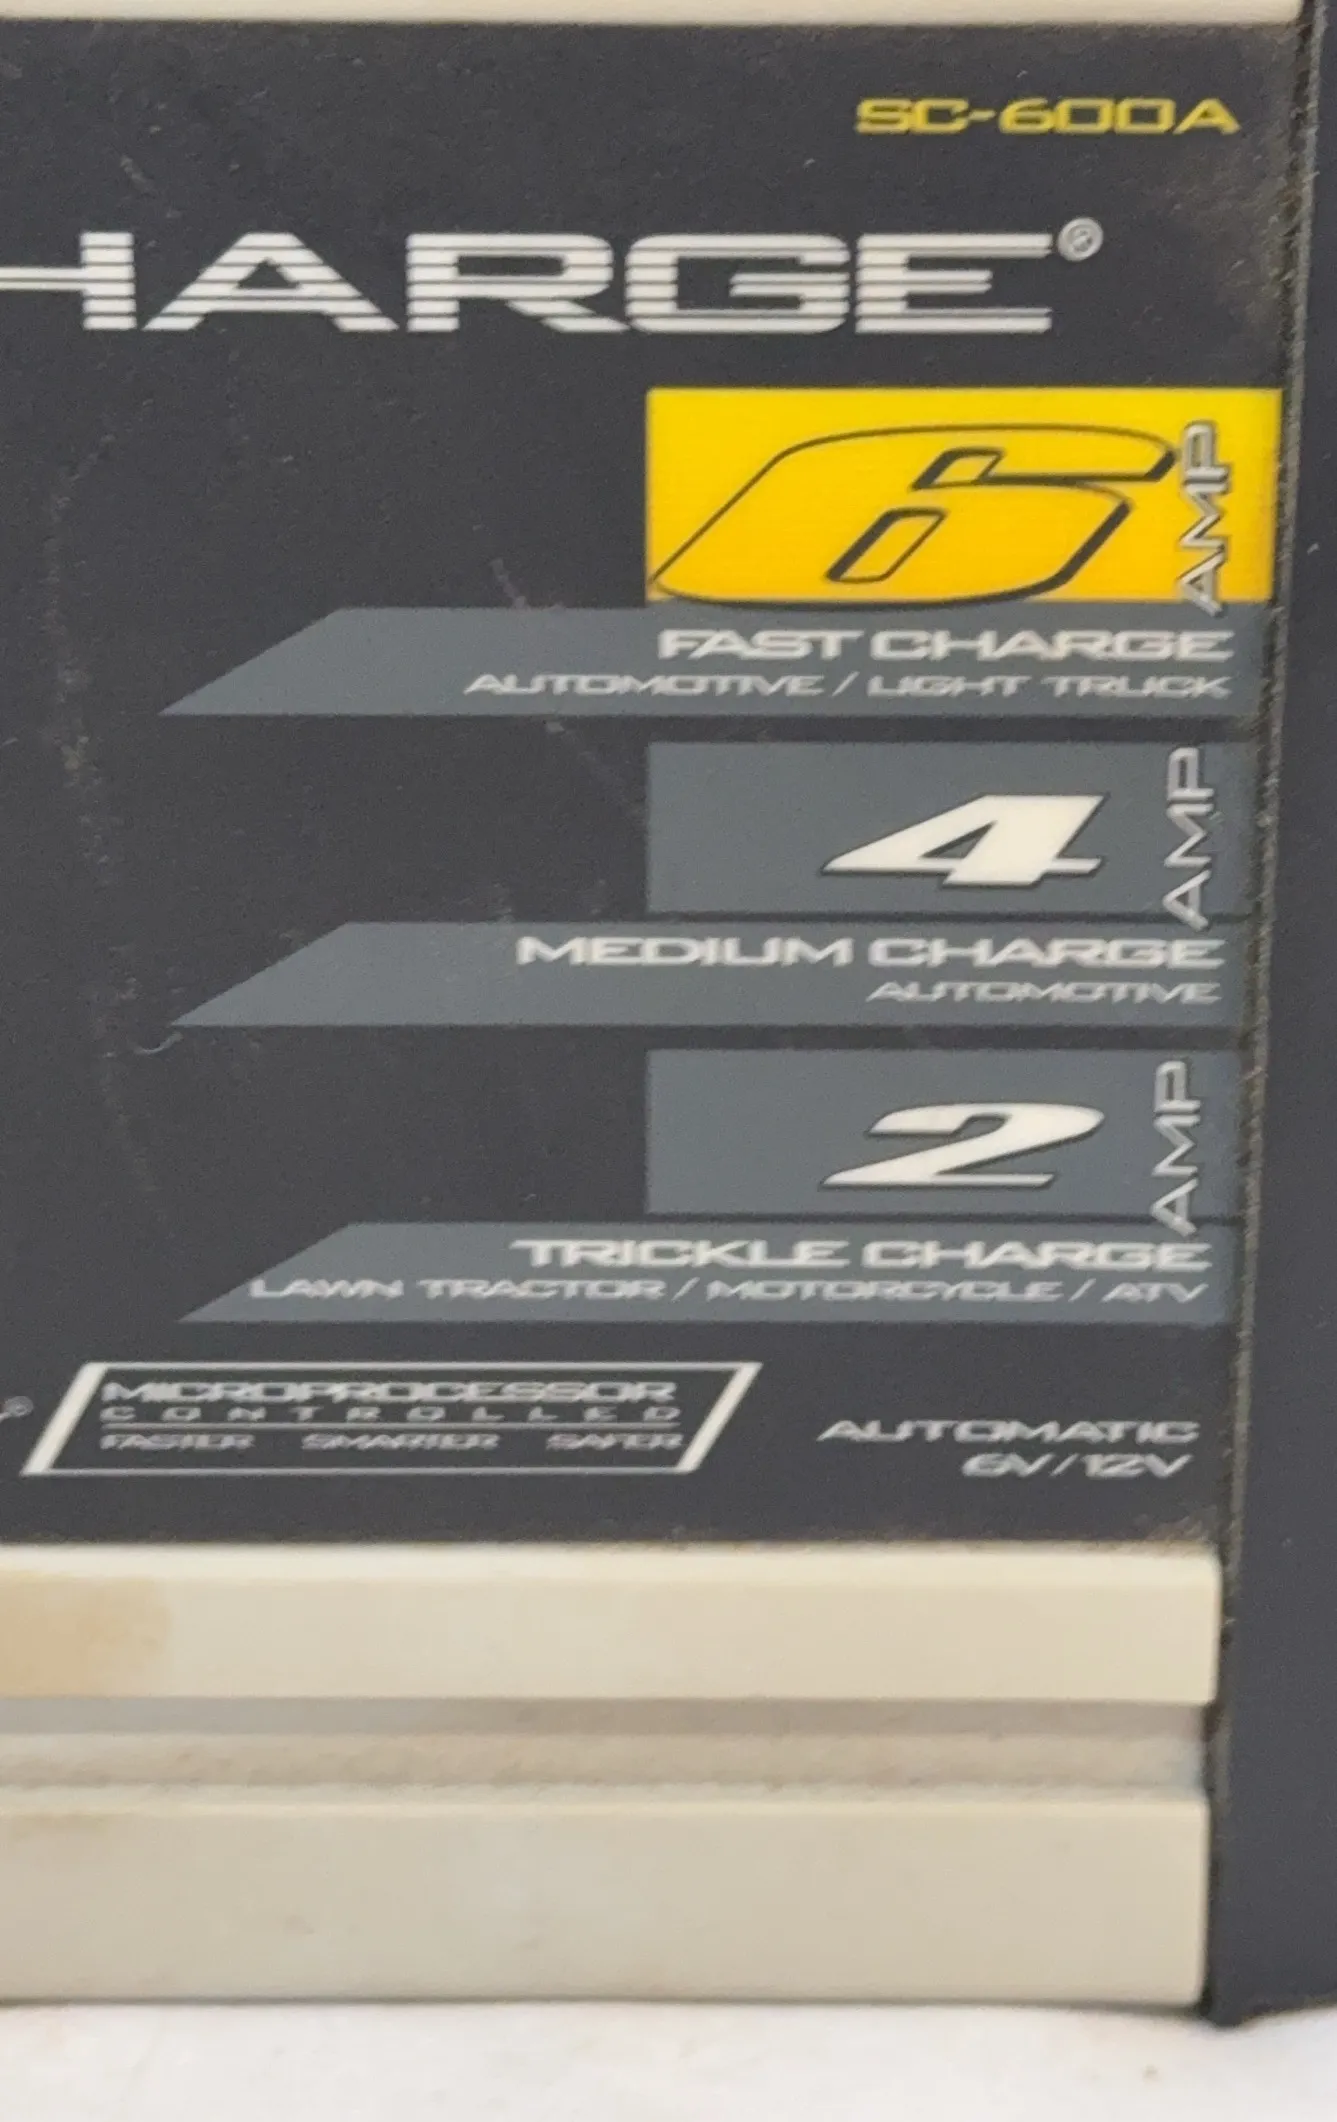 SC-600A
HARGE®
6 AMP
FAST CHARGE
AUTOMOTIVE / LIGHT TRUCK
4 AMP
MEDIUM CHARGE
AUTOMOTIVE
2 AMP
TRICKLE CHARGE
LAWN TRACTOR / MOTORCYCLE / ATV
®
MICROPROCESSOR
CONTROLLED
FASTER SMARTER SAFER
AUTOMATIC
6V/12V